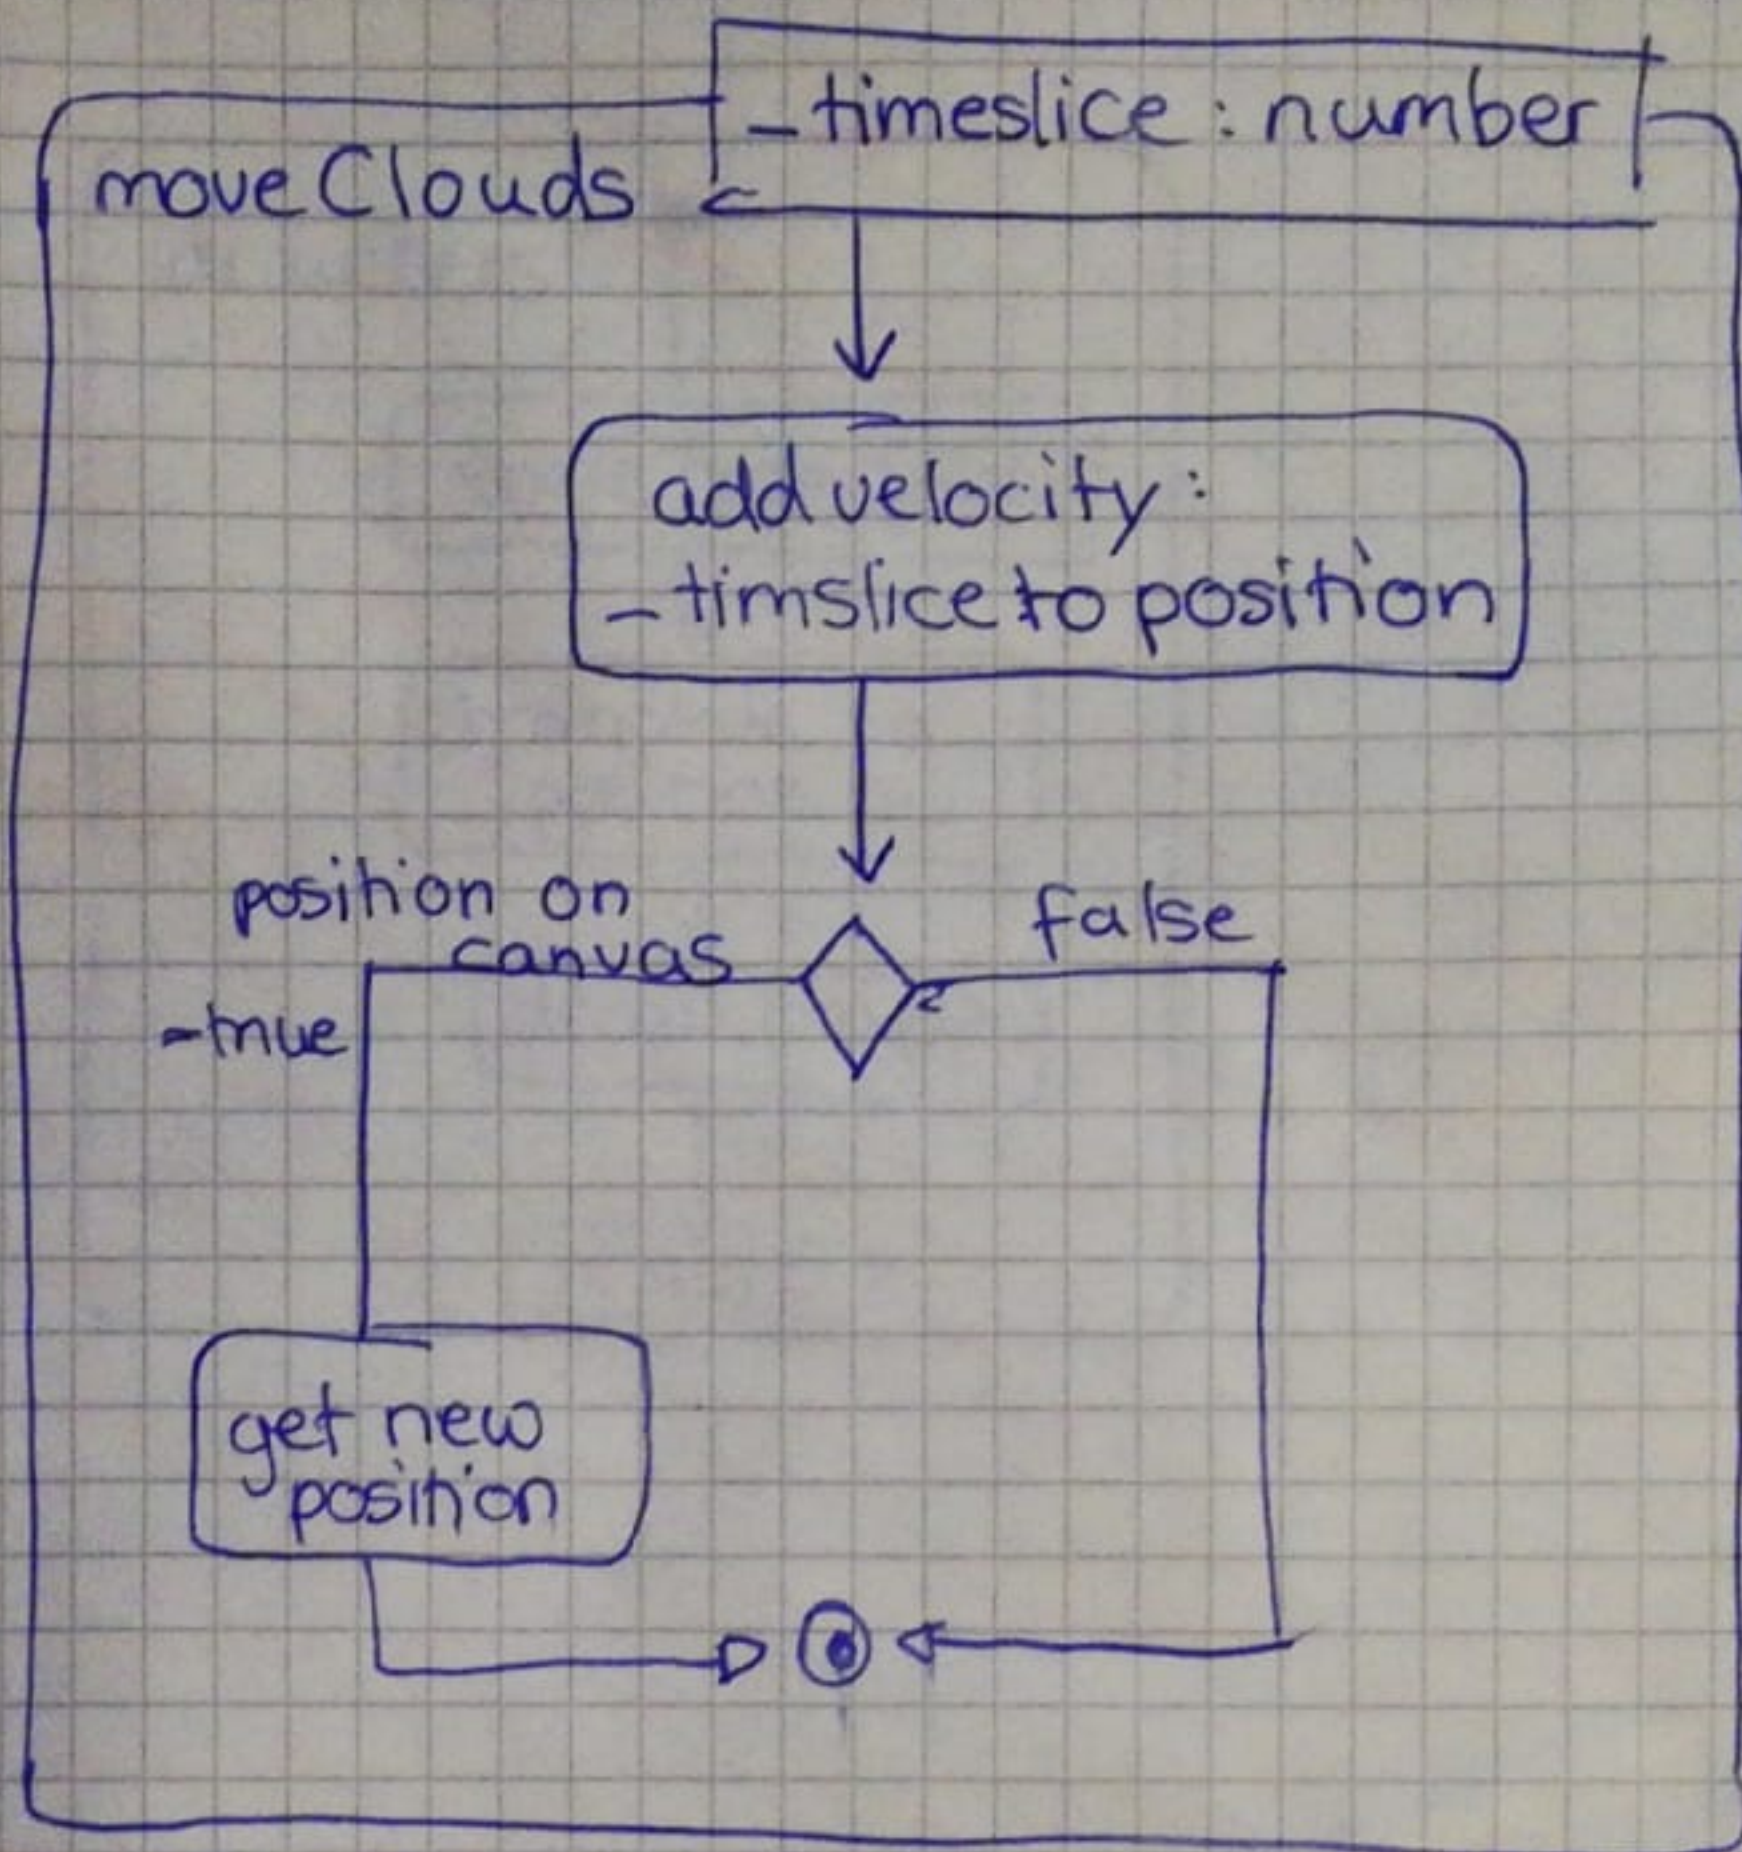 _timeslice : number
moveClouds
add velocity :
_timslice to position
position on
canvas
false
-true
get new
position